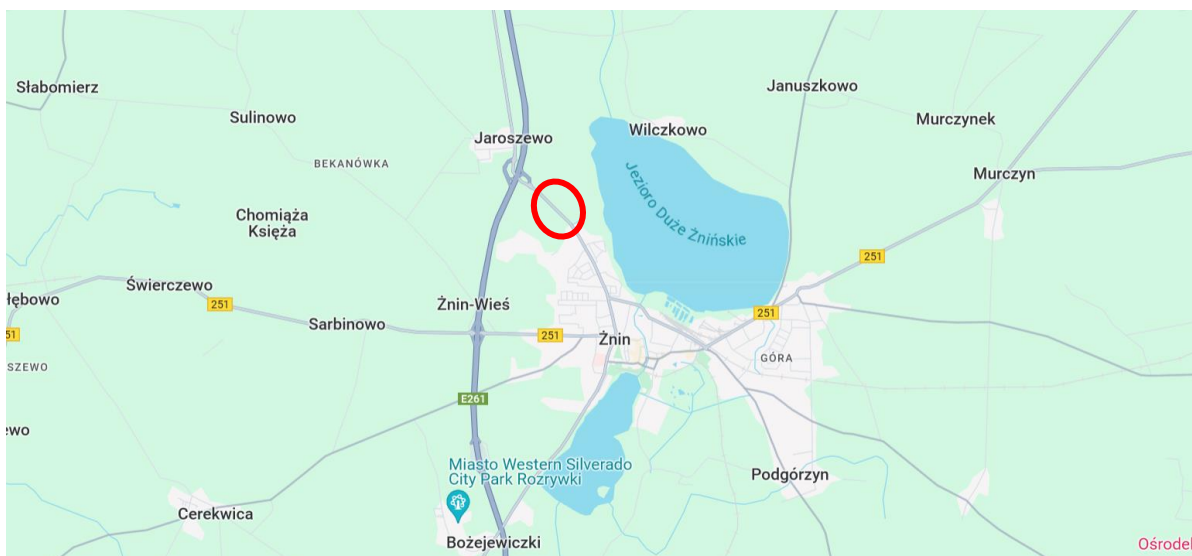 Słabomierz
Januszkowo
Sulinowo
Murczynek
Wilczkowo
Jaroszewo
BEKANÓWKA
Murczyn
Jezioro Duże Żnińskie
Chomiąża
Księża
251
Świerczewo
łębowo
251
Żnin-Wieś
251
Sarbinowo
251
Żnin
51
GÓRA
SZEWO
E261
ewo
Miasto Western Silverado
City Park Rozrywki
Podgórzyn
Cerekwica
Bożejewiczki
Ośrodek